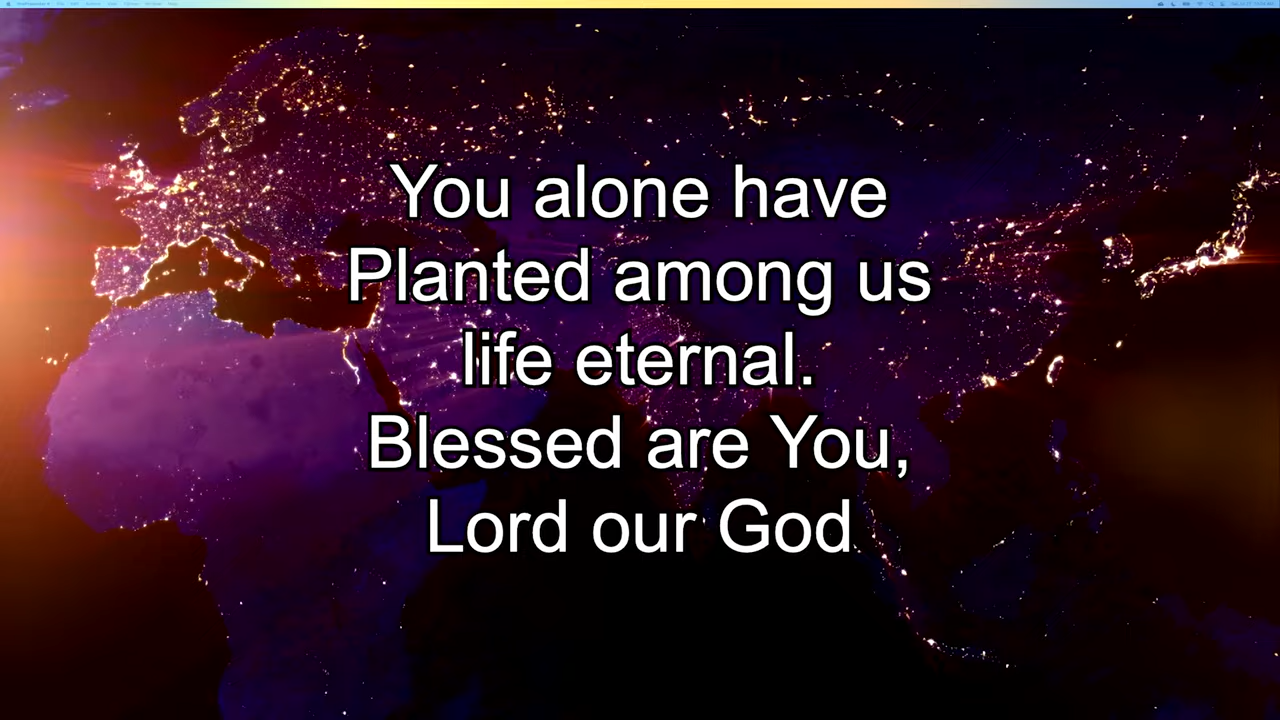 You alone have
Planted among us
life eternal.
Blessed are You,
Lord our God